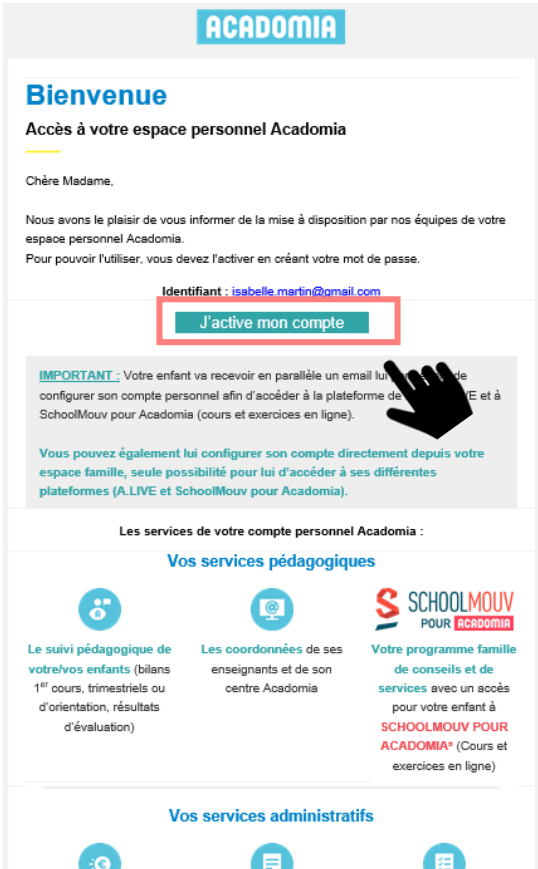 ACADOMIA
Bienvenue
Accès à votre espace personnel Acadomia
Chère Madame,
Nous avons le plaisir de vous informer de la mise à disposition par nos équipes de votre
espace personnel Acadomia.
Pour pouvoir l'utiliser, vous devez l'activer en créant votre mot de passe.
Identifiant : isabelle.martin@gmail.com
J'active mon compte
IMPORTANT : Votre enfant va recevoir en parallèle un email lui de
configurer son compte personnel afin d'accéder à la plateforme de et à
SchoolMouv pour Acadomia (cours et exercices en ligne).
Vous pouvez également lui configurer son compte directement depuis votre
espace famille, seule possibilité pour lui d'accéder à ses différentes
plateformes (A.LIVE et SchoolMouv pour Acadomia).
Les services de votre compte personnel Acadomia :
Vos services pédagogiques
SCHOOLMOUV
POUR ACADOMIA
Le suivi pédagogique de
votre/vos enfants (bilans
1er cours, trimestriels ou
d'orientation, résultats
d'évaluation)
Les coordonnées de ses
enseignants et de son
centre Acadomia
Votre programme famille
de conseils et de
services avec un accès
pour votre enfant à
SCHOOLMOUV POUR
ACADOMIA* (Cours et
exercices en ligne)
Vos services administratifs